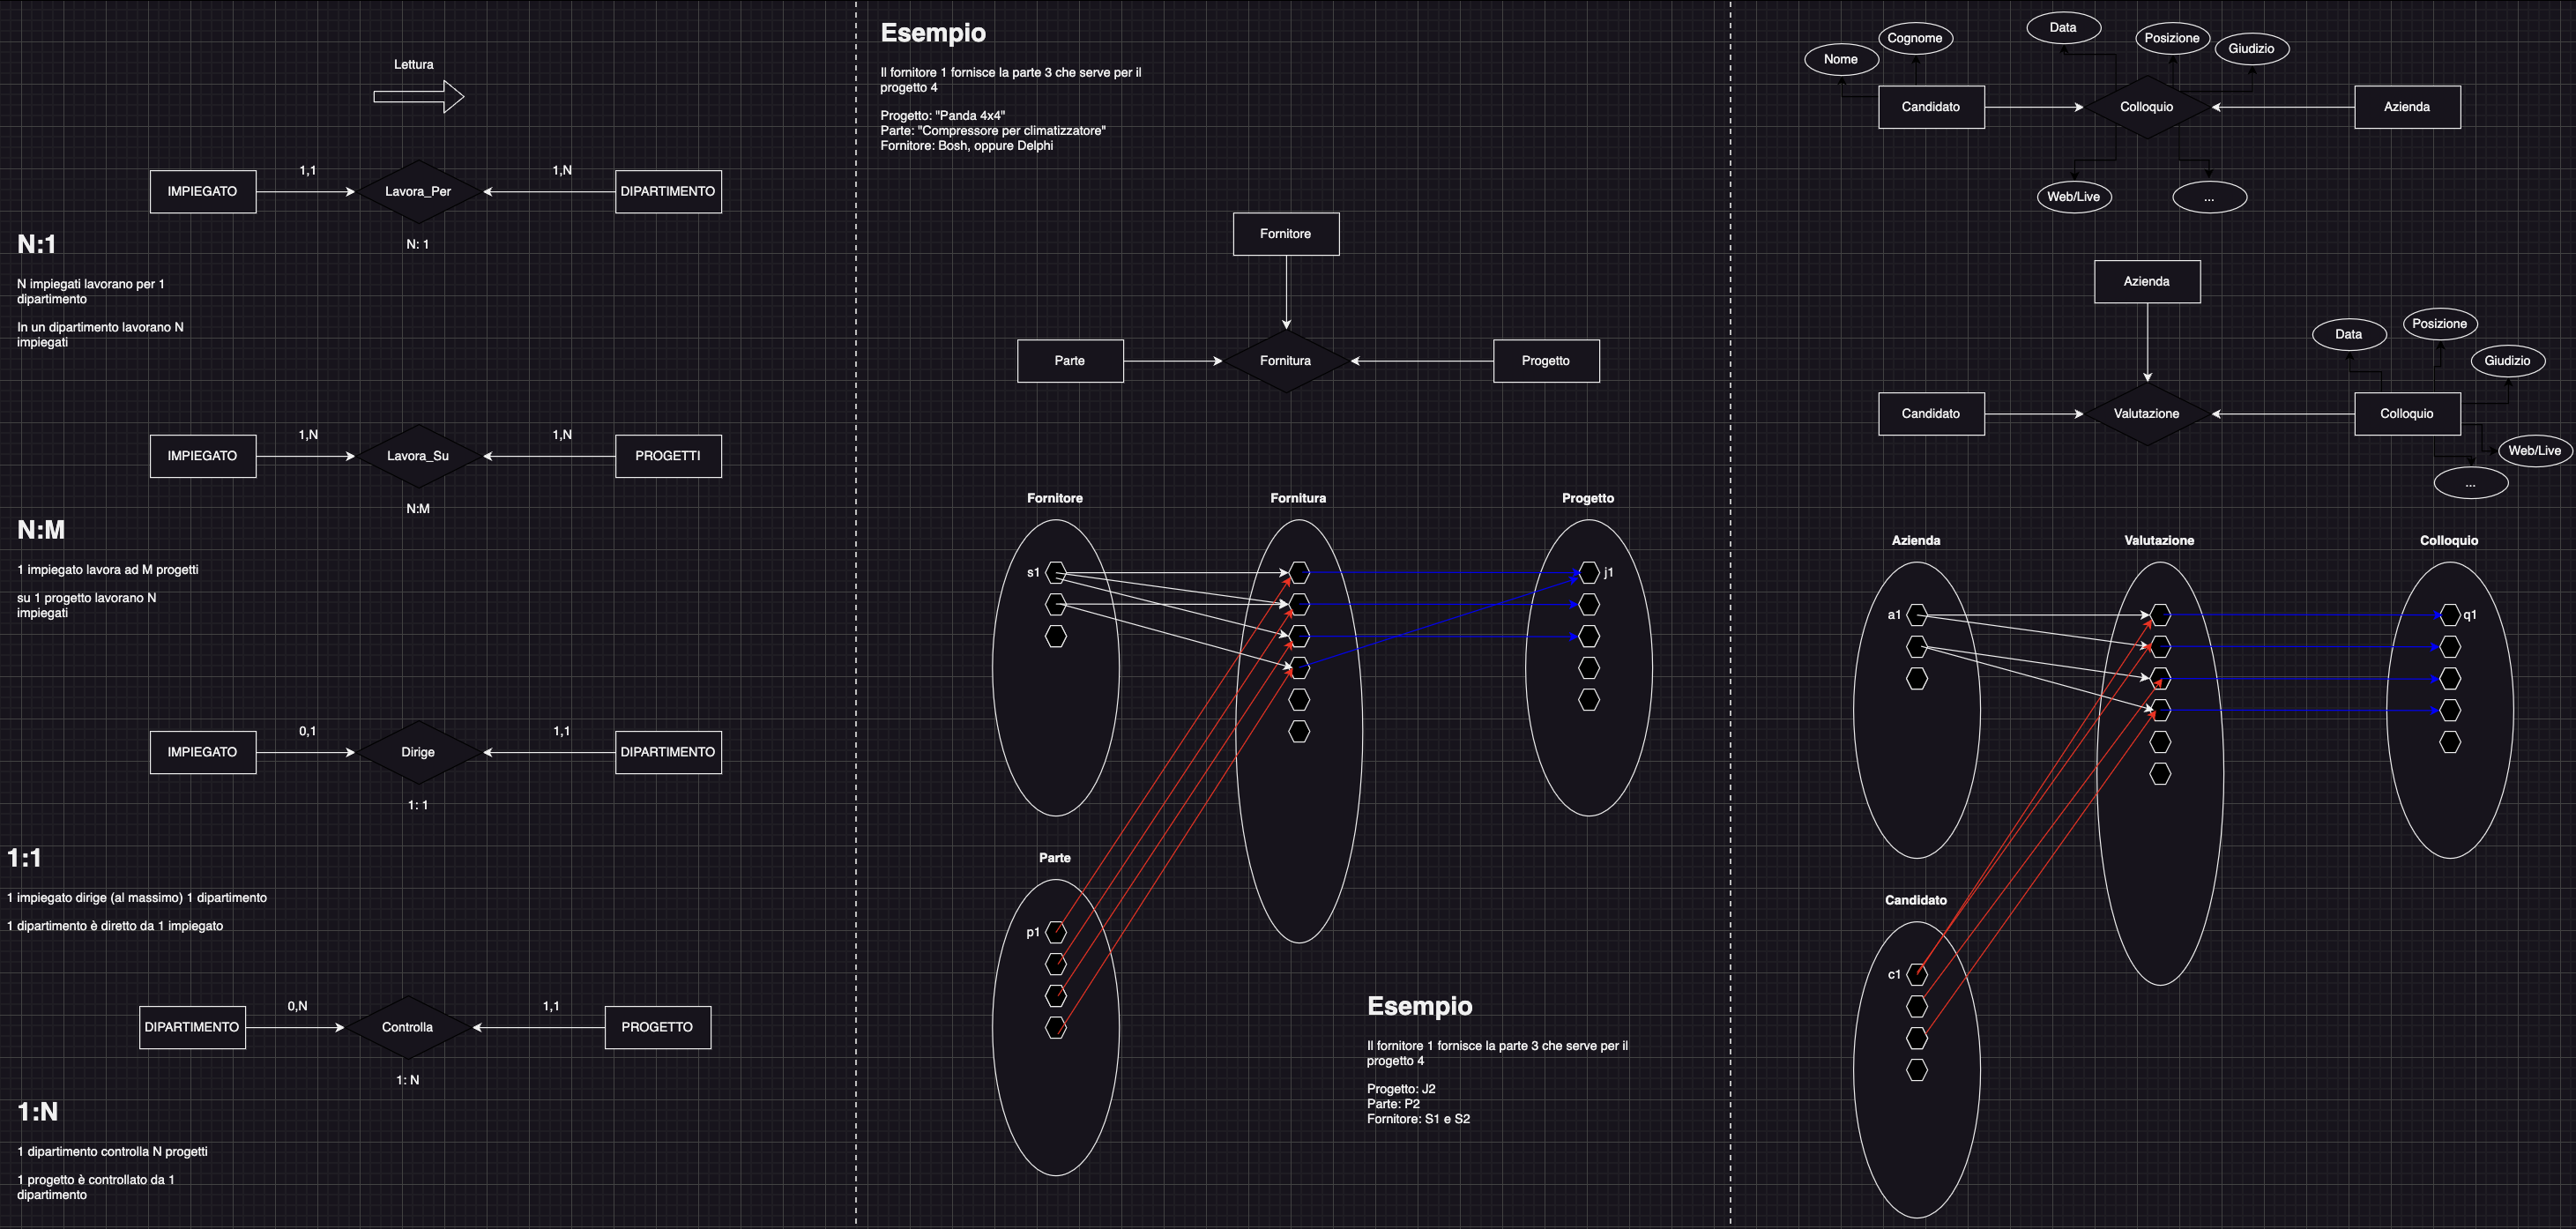 Lettura
IMPIEGATO
1,1
Lavora_Per
1,N
DIPARTIMENTO
N: 1
N:1
N impiegati lavorano per 1
dipartimento
In un dipartimento lavorano N
impiegati
IMPIEGATO
1,N
Lavora_Su
1,N
PROGETTI
N:M
N:M
1 impiegato lavora ad M progetti
su 1 progetto lavorano N
impiegati
IMPIEGATO
0,1
Dirige
1,1
DIPARTIMENTO
1: 1
1:1
1 impiegato dirige (al massimo) 1 dipartimento
1 dipartimento è diretto da 1 impiegato
DIPARTIMENTO
0,N
Controlla
1,1
PROGETTO
1: N
1:N
1 dipartimento controlla N progetti
1 progetto è controllato da 1
dipartimento
Esempio
Il fornitore 1 fornisce la parte 3 che serve per il
progetto 4
Progetto: "Panda 4x4"
Parte: "Compressore per climatizzatore"
Fornitore: Bosh, oppure Delphi
Fornitore
Parte
Fornitura
Progetto
Fornitore
Fornitura
Progetto
s1
j1
Parte
p1
Esempio
Il fornitore 1 fornisce la parte 3 che serve per il
progetto 4
Progetto: J2
Parte: P2
Fornitore: S1 e S2
Nome
Cognome
Data
Posizione
Giudizio
Candidato
Colloquio
Azienda
Web/Live
...
Azienda
Data
Posizione
Giudizio
Candidato
Valutazione
Colloquio
Web/Live
...
Azienda
Valutazione
Colloquio
a1
q1
Candidato
c1